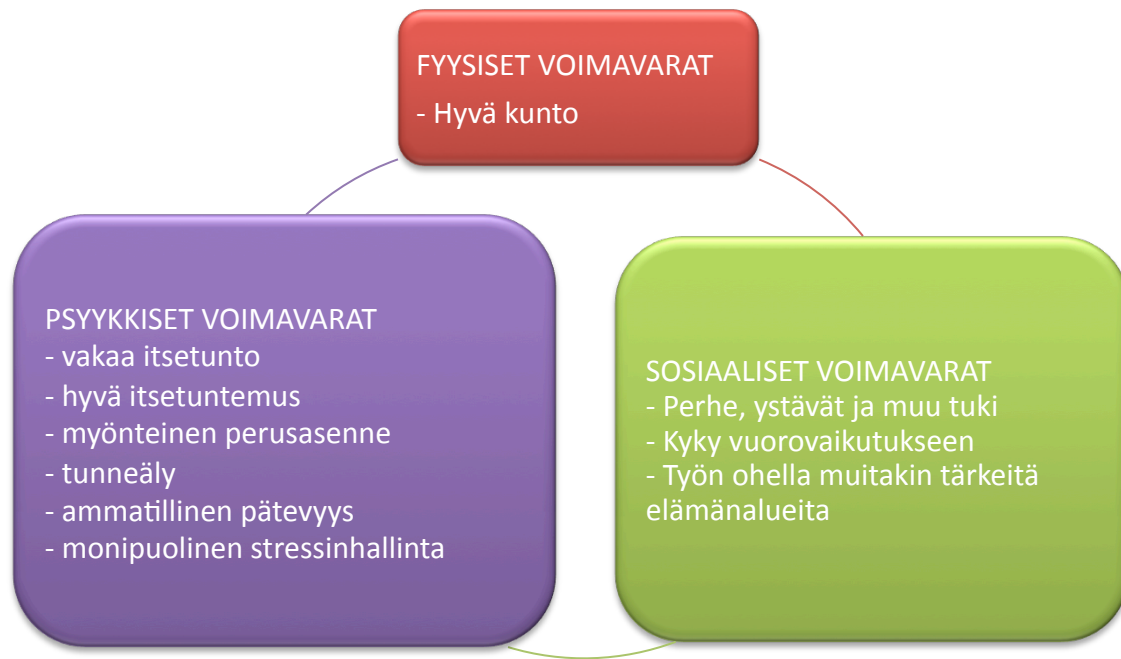 FYYSISET VOIMAVARAT
- Hyvä kunto
PSYYKKISET VOIMAVARAT
- vakaa itsetunto
- hyvä itsetuntemus
- myönteinen perusasenne
- tunneäly
- ammatillinen pätevyys
- monipuolinen stressinhallinta
SOSIAALISET VOIMAVARAT
- Perhe, ystävät ja muu tuki
- Kyky vuorovaikutukseen
- Työn ohella muitakin tärkeitä
elämänalueita